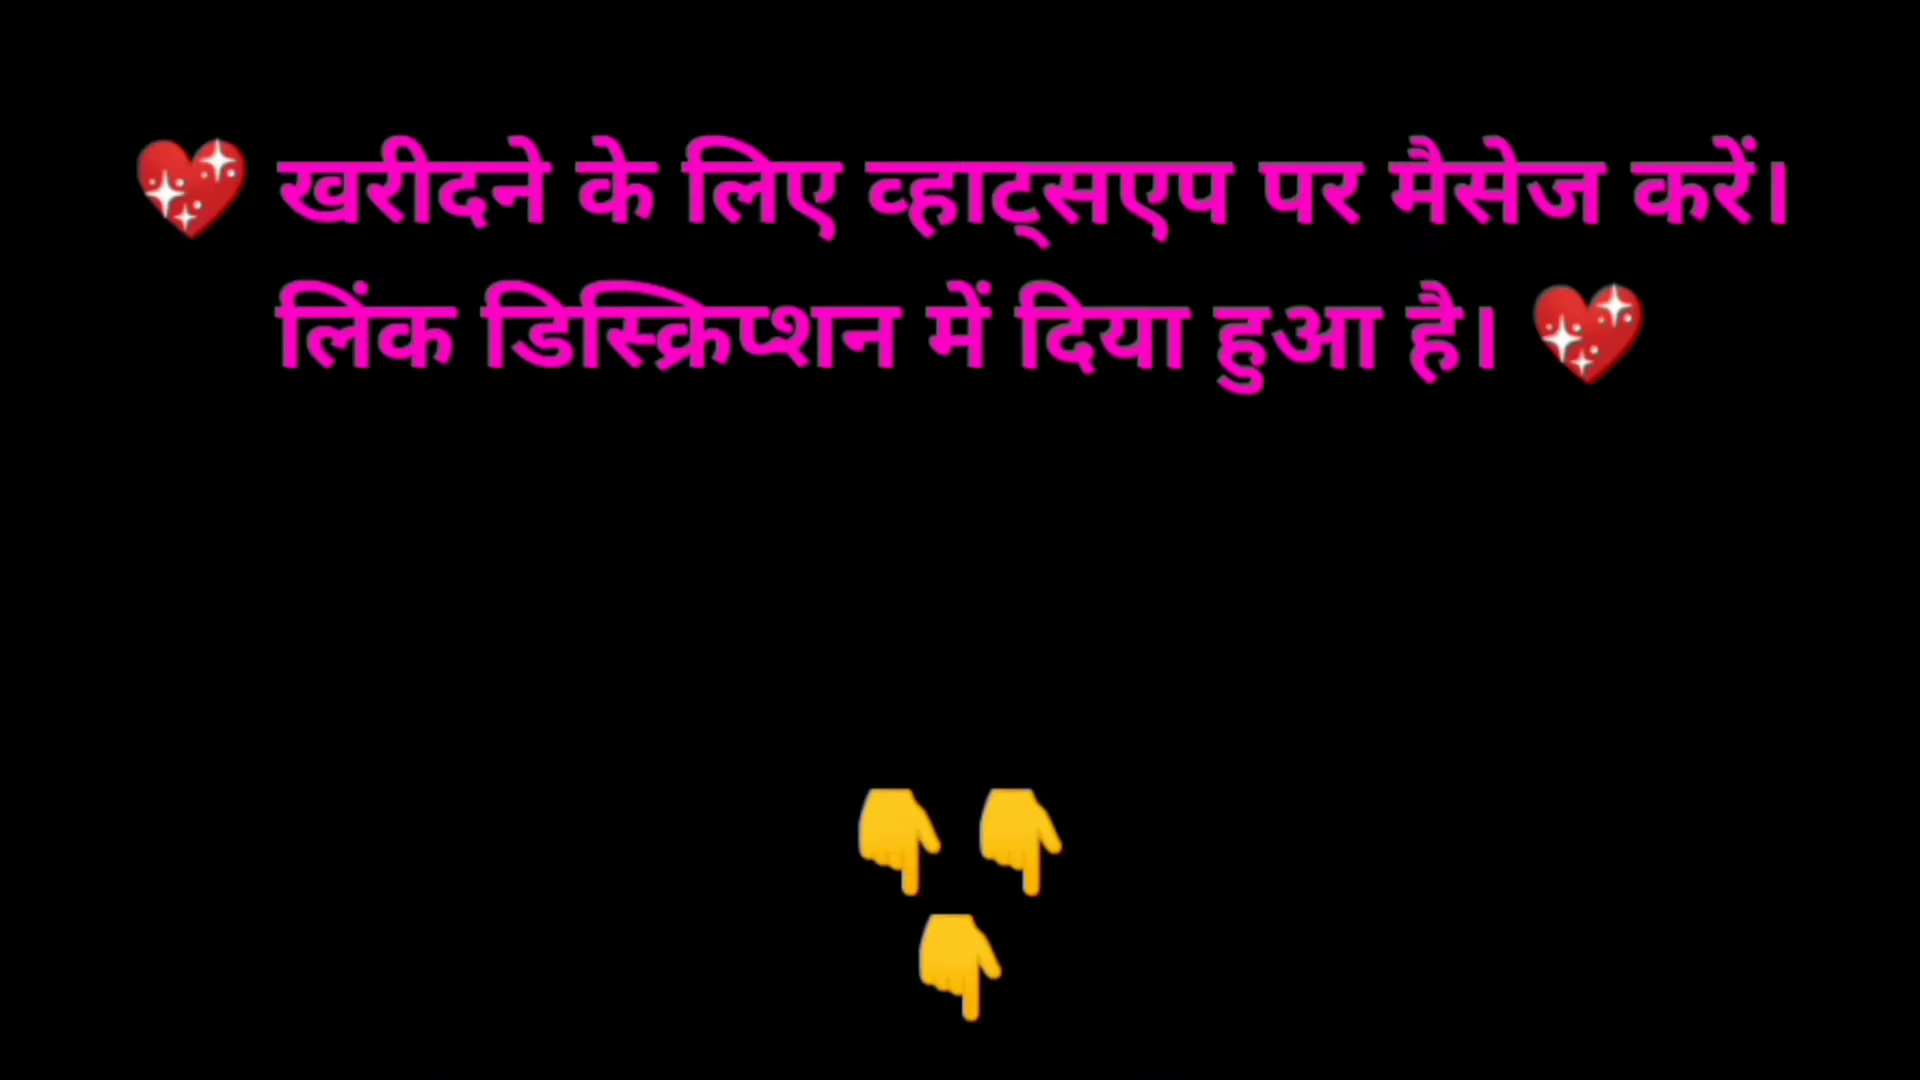 💖 खरीदने के लिए व्हाट्सएप पर मैसेज करें।
लिंक डिस्क्रिप्शन में दिया हुआ है। 💖
👇 👇
👇